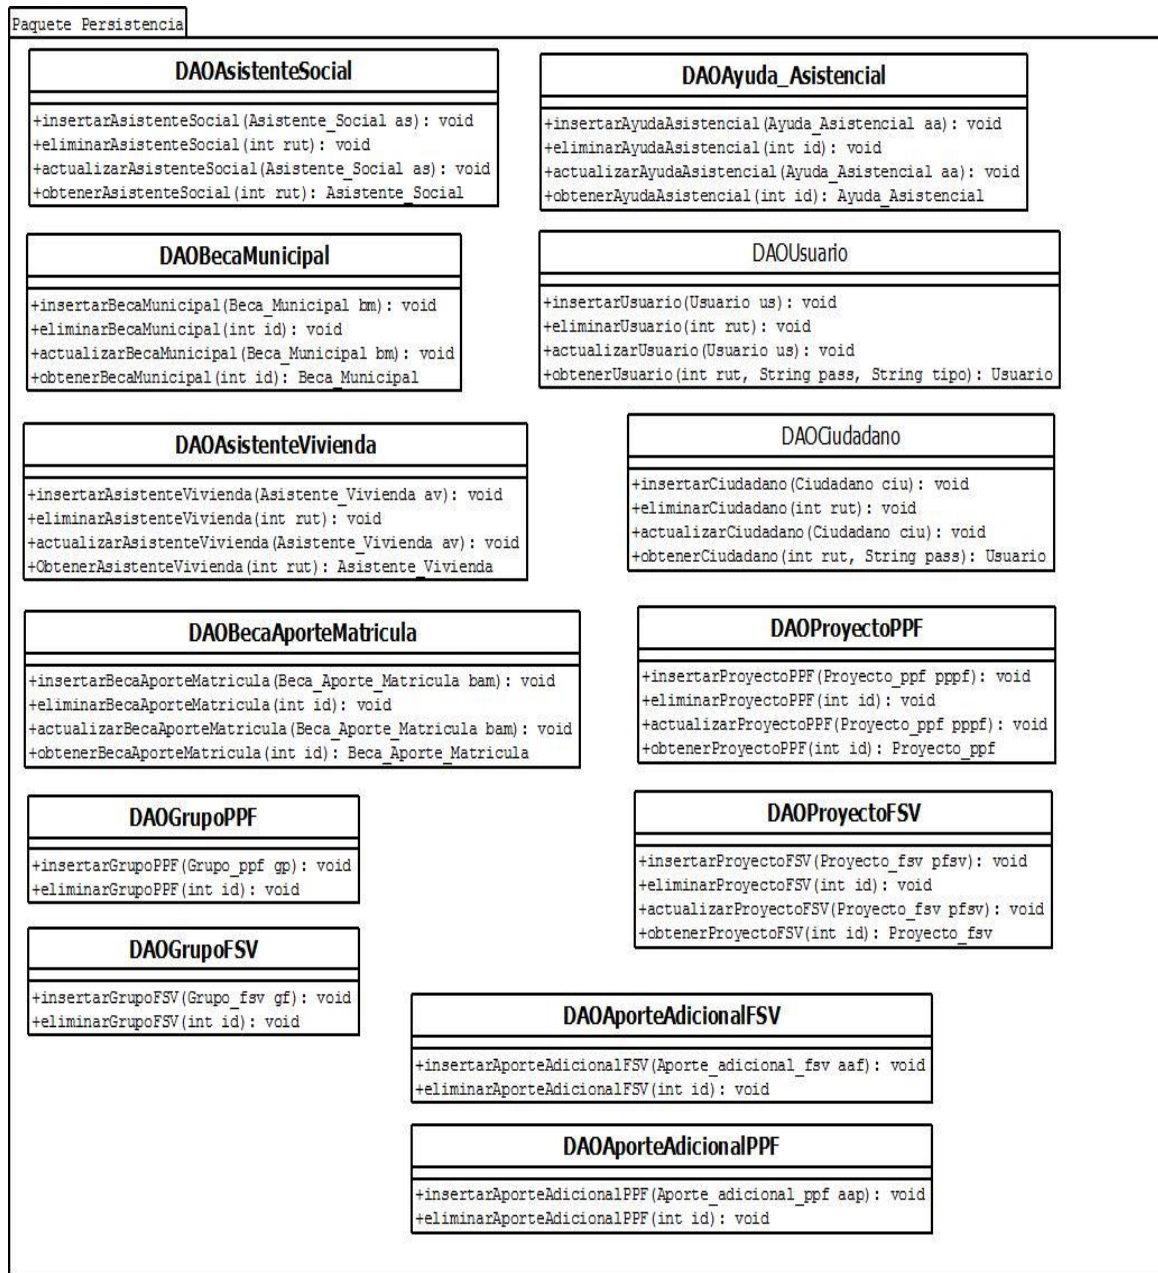 Paquete Persistencia
DAOAsistenteSocial
+insertarAsistenteSocial(Asistente_Social as): void
+eliminarAsistenteSocial(int rut): void
+actualizarAsistenteSocial(Asistente_Social as): void
+obtenerAsistenteSocial(int rut): Asistente_Social
DAOAyuda_Asistencial
+insertarAyudaAsistencial(Ayuda_Asistencial aa): void
+eliminarAyudaAsistencial(int id): void
+actualizarAyudaAsistencial(Ayuda_Asistencial aa): void
+obtenerAyudaAsistencial(int id): Ayuda_Asistencial
DAOBecaMunicipal
+insertarBecaMunicipal(Beca_Municipal bm): void
+eliminarBecaMunicipal(int id): void
+actualizarBecaMunicipal(Beca_Municipal bm): void
+obtenerBecaMunicipal(int id): Beca_Municipal
DAOUsuario
+insertarUsuario(Usuario us): void
+eliminarUsuario(int rut): void
+actualizarUsuario(Usuario us): void
+obtenerUsuario(int rut, String pass, String tipo): Usuario
DAOAsistenteVivienda
+insertarAsistenteVivienda(Asistente_Vivienda av): void
+eliminarAsistenteVivienda(int rut): void
+actualizarAsistenteVivienda(Asistente_Vivienda av): void
+ObtenerAsistenteVivienda(int rut): Asistente_Vivienda
DAOCiudadano
+insertarCiudadano(Ciudadano ciu): void
+eliminarCiudadano(int rut): void
+actualizarCiudadano(Ciudadano ciu): void
+obtenerCiudadano(int rut, String pass): Usuario
DAOBecaAporteMatricula
+insertarBecaAporteMatricula(Beca_Aporte_Matricula bam): void
+eliminarBecaAporteMatricula(int id): void
+actualizarBecaAporteMatricula(Beca_Aporte_Matricula bam): void
+obtenerBecaAporteMatricula(int id): Beca_Aporte_Matricula
DAOProyectoPPF
+insertarProyectoPPF(Proyecto_ppf pppf): void
+eliminarProyectoPPF(int id): void
+actualizarProyectoPPF(Proyecto_ppf pppf): void
+obtenerProyectoPPF(int id): Proyecto_ppf
DAOGrupoPPF
+insertarGrupoPPF(Grupo_ppf gp): void
+eliminarGrupoPPF(int id): void
DAOProyectoFSV
+insertarProyectoFSV(Proyecto_fsv pfsv): void
+eliminarProyectoFSV(int id): void
+actualizarProyectoFSV(Proyecto_fsv pfsv): void
+obtenerProyectoFSV(int id): Proyecto_fsv
DAOGrupoFSV
+insertarGrupoFSV(Grupo_fsv gf): void
+eliminarGrupoFSV(int id): void
DAOAporteAdicionalFSV
+insertarAporteAdicionalFSV(Aporte_adicional_fsv aaf): void
+eliminarAporteAdicionalFSV(int id): void
DAOAporteAdicionalPPF
+insertarAporteAdicionalPPF(Aporte_adicional_ppf aap): void
+eliminarAporteAdicionalPPF(int id): void